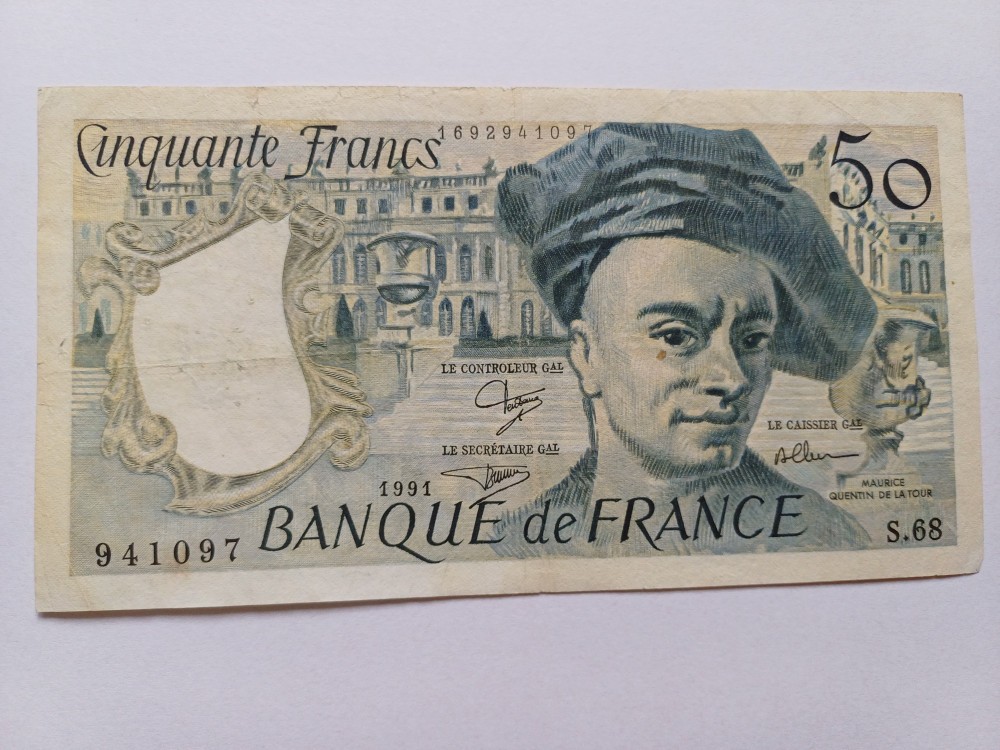 Cinquante Francs
1692941097
50
LE CONTROLEUR GAL
LE SECRÉTAIRE GAL
LE CAISSIER GAL
MAURICE
QUENTIN DE LA TOUR
1991
BANQUE de FRANCE
941097
S.68